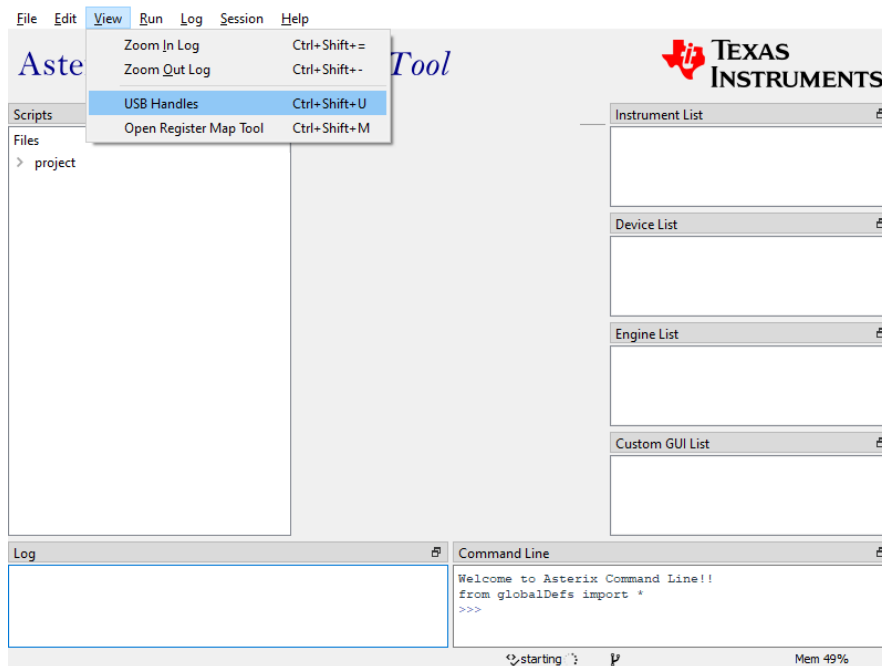 File Edit View Run Log Session Help
Zoom In Log Ctrl+Shift+=
Zoom Out Log Ctrl+Shift+-
USB Handles Ctrl+Shift+U
Open Register Map Tool Ctrl+Shift+M
Aste Tool
TEXAS
INSTRUMENTS
Scripts
Files
project
Instrument List
Device List
Engine List
Custom GUI List
Log
Command Line
Welcome to Asterix Command Line!!
from globalDefs import *
>>>
starting
Mem 49%